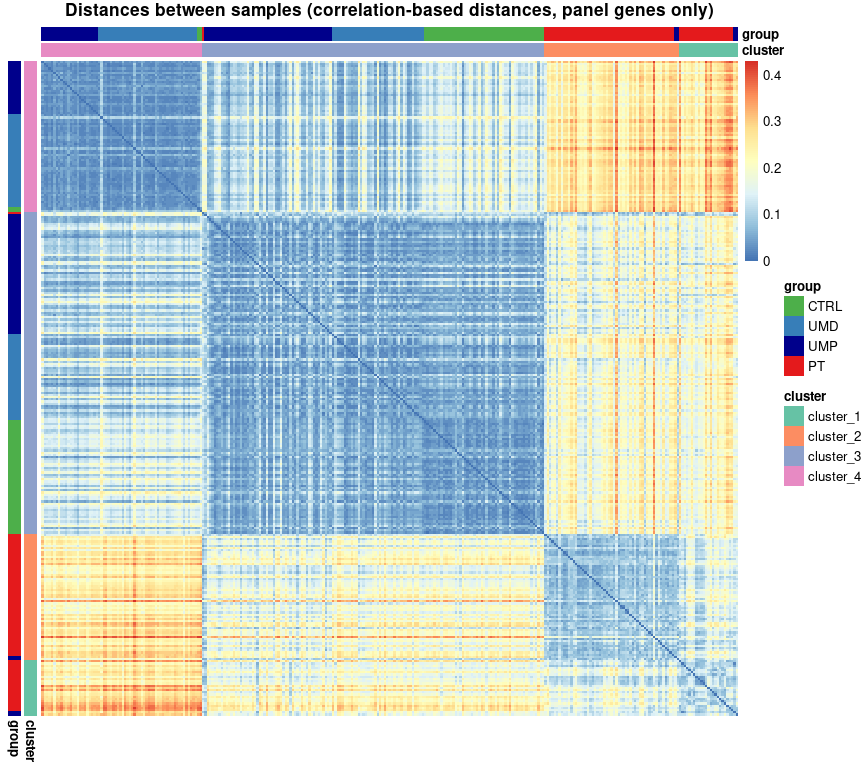 Distances between samples (correlation-based distances, panel genes only)
group
cluster
0.4
0.3
0.2
0.1
0
group
CTRL
UMD
UMP
PT
cluster
cluster_1
cluster_2
cluster_3
cluster_4
group
cluster